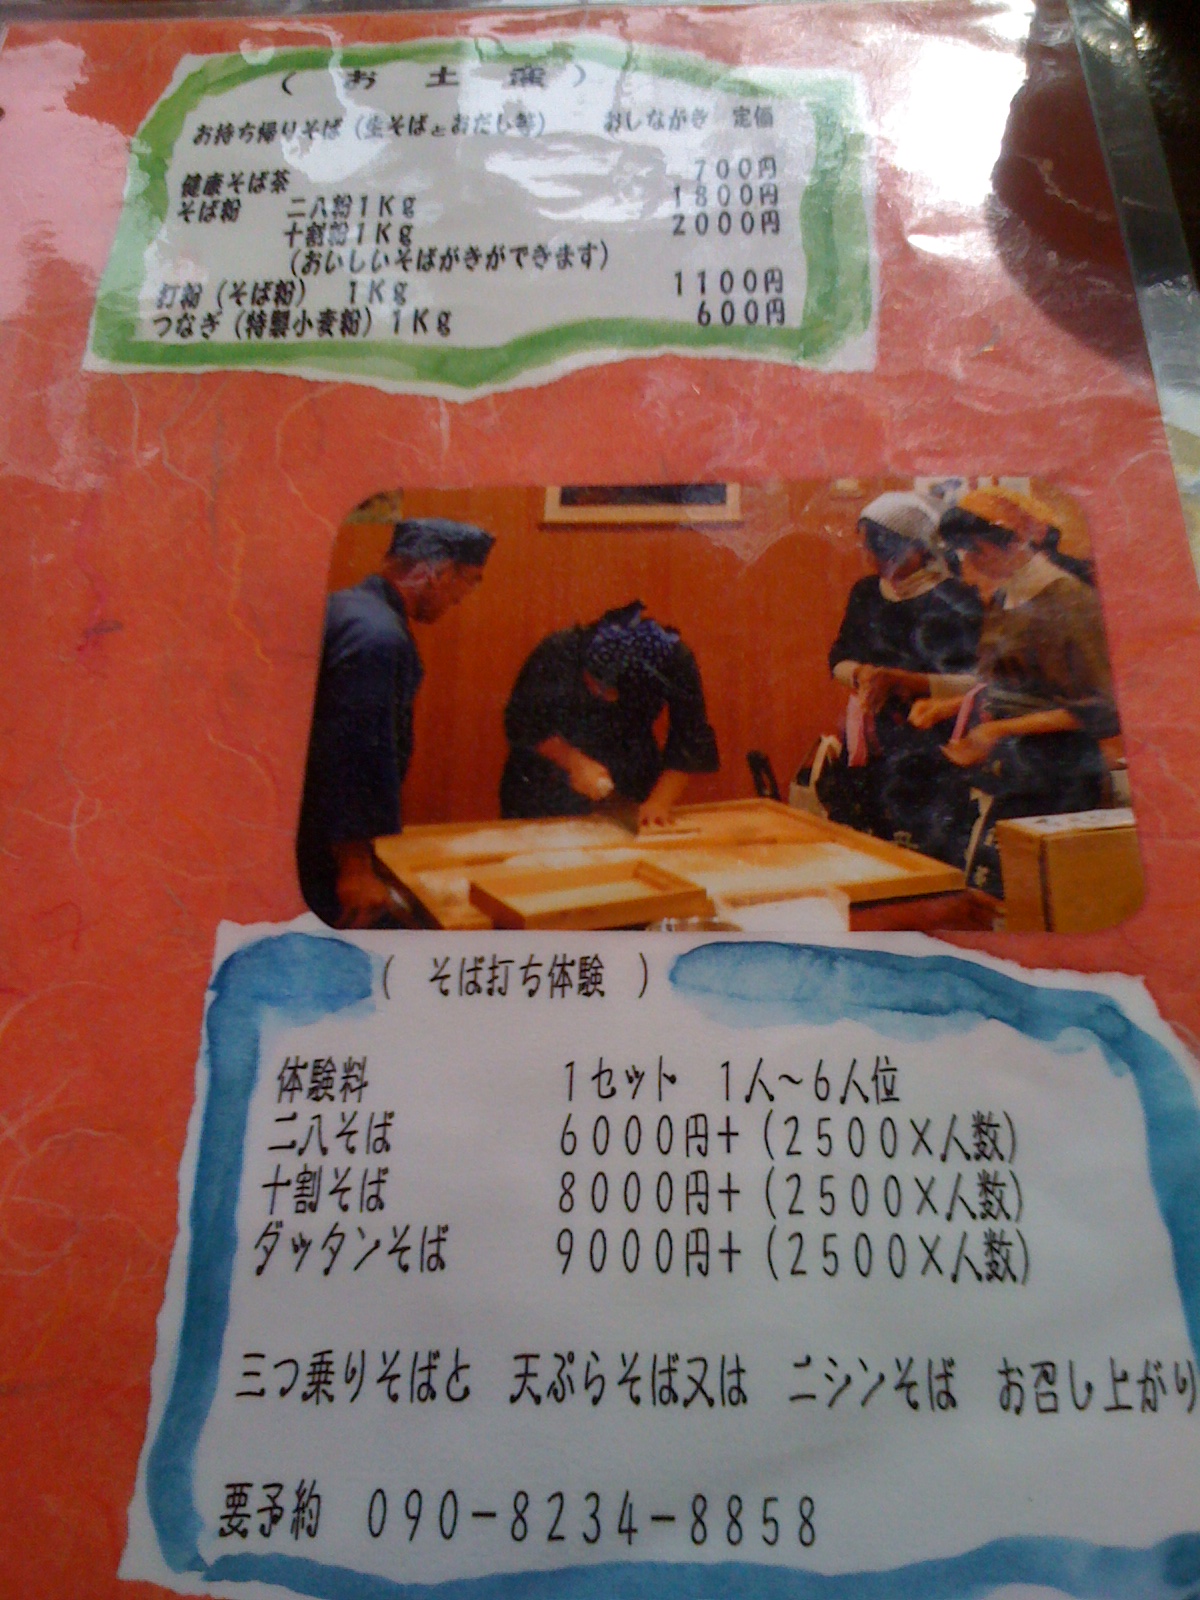 （　お　土　産　）
お持ち帰りそば（生そばとおだし等）　おしながき　定価
健康そば茶　700円
そば粉　二八粉1Kg　1800円
十割粉1Kg　2000円
（おいしいそばがきができます）
打粉（そば粉）　1Kg　1100円
つなぎ（特製小麦粉）1Kg　600円
（　そば打ち体験　）
体験料　1セット　1人〜6人位
二八そば　6000円＋（2500×人数）
十割そば　8000円＋（2500×人数）
ダッタンそば　9000円＋（2500×人数）
三つ乗りそばと　天ぷらそば又は　ニシンそば　お召し上がり
要予約　090−8234−8858